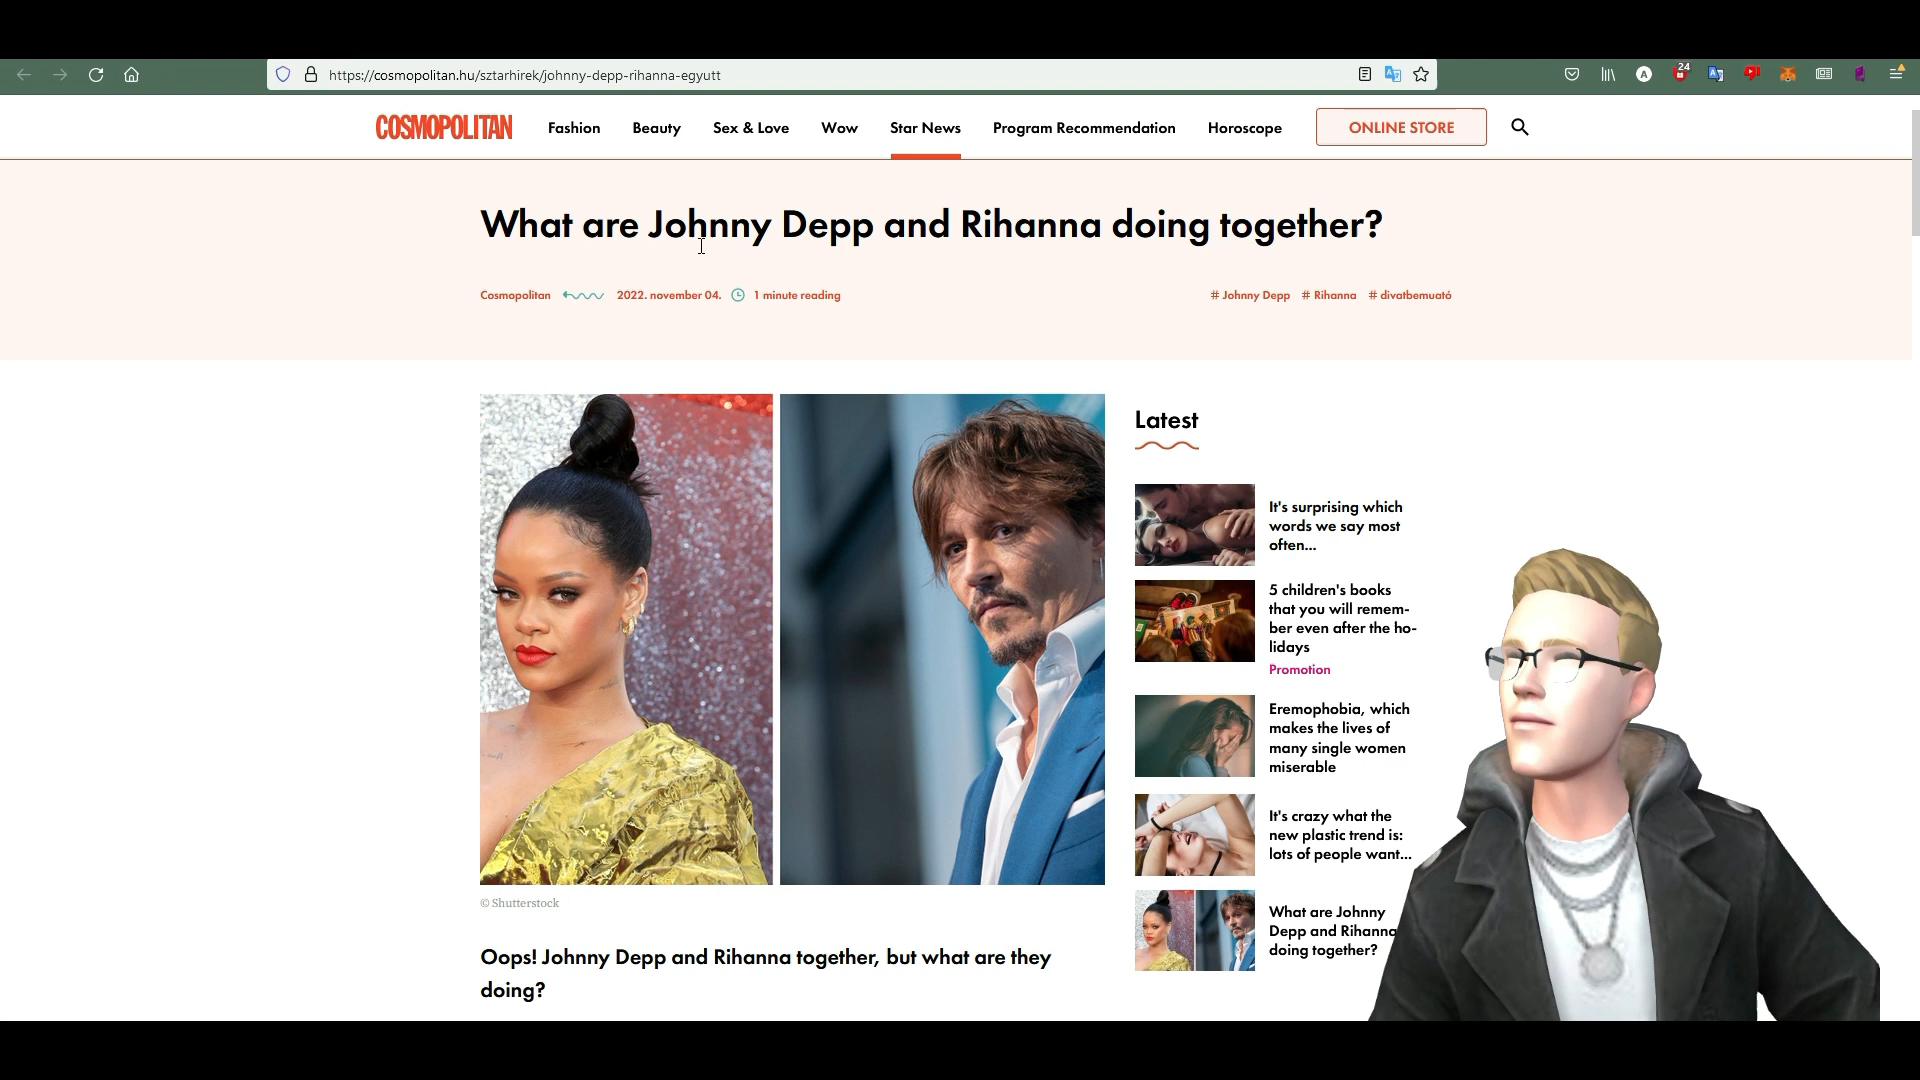 https://cosmopolitan.hu/sztarhirek/johnny-depp-rihanna-egyutt
A
24
COSMOPOLITAN
Fashion
Beauty
Sex & Love
Wow
Star News
Program Recommendation
Horoscope
ONLINE STORE
What are Johnny Depp and Rihanna doing together?
Cosmopolitan
2022. november 04.
1 minute reading
# Johnny Depp # Rihanna # divatbemuató
Latest
It's surprising which
words we say most
often...
5 children's books
that you will remem-
ber even after the ho-
lidays
Promotion
Eremophobia, which
makes the lives of
many single women
miserable
It's crazy what the
new plastic trend is:
lots of people want...
What are Johnny
Depp and Rihanna
doing together?
© Shutterstock
Oops! Johnny Depp and Rihanna together, but what are they
doing?